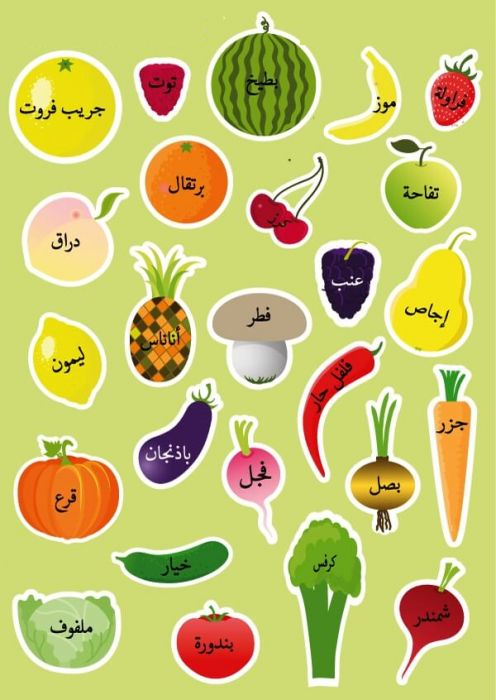 بطيخ
توت
جريب فروت
موز
فراولة
برتقال
تفاحة
كرز
دراق
عنب
إجاص
أناناس
فطر
ليمون
فلفل حار
جزر
باذنجان
فجل
بصل
قرع
خيار
كرفس
ملفوف
بندورة
شمندر